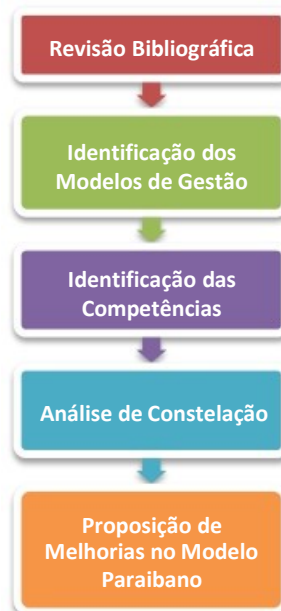 Revisão Bibliográfica
Identificação dos
Modelos de Gestão
Identificação das
Competências
Análise de Constelação
Proposição de
Melhorias no Modelo
Paraibano